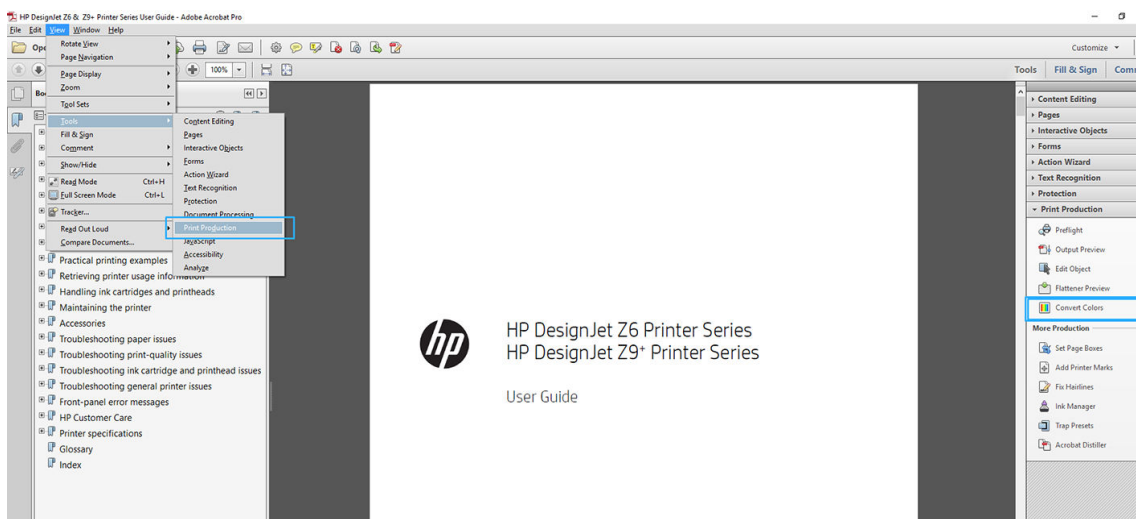 HP DesignJet Z6 & Z9+ Printer Series User Guide - Adobe Acrobat Pro
File Edit View Window Help
Ope
Customize
100%
Tools Fill & Sign Comm
Rotate View
Page Navigation
Page Display
Zoom
Tool Sets
Tools
Fill & Sign
Comment
Show/Hide
Read Mode Ctrl+H
Full Screen Mode Ctrl+L
Tracker...
Read Out Loud
Compare Documents...
Content Editing
Pages
Interactive Objects
Forms
Action Wizard
Text Recognition
Protection
Document Processing
Print Production
JavaScript
Accessibility
Analyze
Bo
Practical printing examples
Retrieving printer usage information
Handling ink cartridges and printheads
Maintaining the printer
Accessories
Troubleshooting paper issues
Troubleshooting print-quality issues
Troubleshooting ink cartridge and printhead issues
Troubleshooting general printer issues
Front-panel error messages
HP Customer Care
Printer specifications
Glossary
Index
hp
HP DesignJet Z6 Printer Series
HP DesignJet Z9+ Printer Series
User Guide
Content Editing
Pages
Interactive Objects
Forms
Action Wizard
Text Recognition
Protection
Print Production
Preflight
Output Preview
Edit Object
Flattener Preview
Convert Colors
More Production
Set Page Boxes
Add Printer Marks
Fix Hairlines
Ink Manager
Trap Presets
Acrobat Distiller